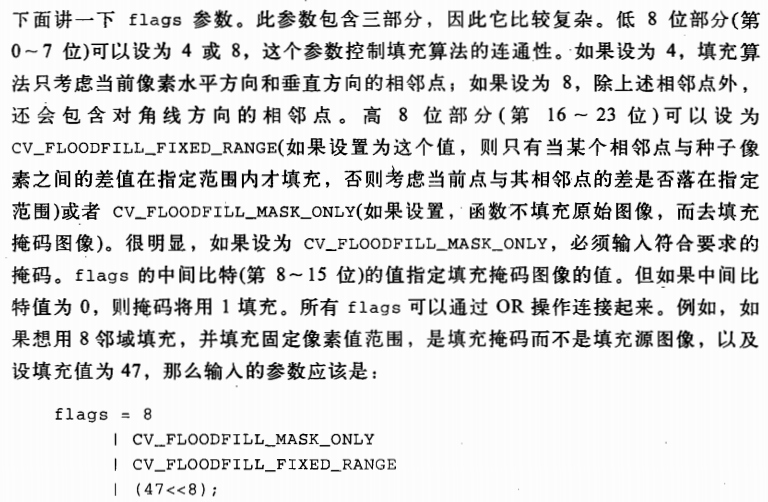 下面讲一下 flags 参数。此参数包含三部分，因此它比较复杂。低 8 位部分(第
0~7 位)可以设为 4 或 8，这个参数控制填充算法的连通性。如果设为 4，填充算
法只考虑当前像素水平方向和垂直方向的相邻点；如果设为 8，除上述相邻点外，
还会包含对角线方向的相邻点。高 8 位部分(第 16~23 位)可以设为
CV_FLOODFILL_FIXED_RANGE(如果设置为这个值，则只有当某个相邻点与种子像
素之间的差值在指定范围内才填充，否则考虑当前点与其相邻点的差是否落在指定
范围)或者 CV_FLOODFILL_MASK_ONLY(如果设置，函数不填充原始图像，而去填充
掩码图像)。很明显，如果设为 CV_FLOODFILL_MASK_ONLY，必须输入符合要求的
掩码。flags 的中间比特(第 8~15 位)的值指定填充掩码图像的值。但如果中间比
特值为 0，则掩码将用 1 填充。所有 flags 可以通过 OR 操作连接起来。例如，如
果想用 8 邻域填充，并填充固定像素值范围，是填充掩码而不是填充源图像，以及
设填充值为 47，那么输入的参数应该是：
flags = 8
| CV_FLOODFILL_MASK_ONLY
| CV_FLOODFILL_FIXED_RANGE
| (47<<8);